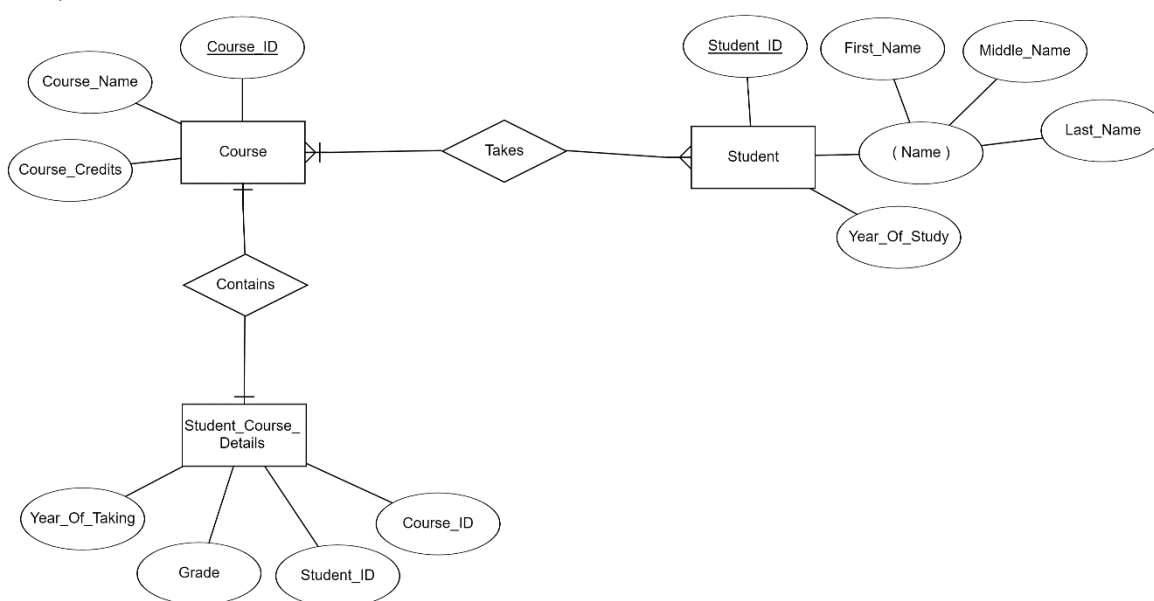 Course_ID
Student_ID
First_Name
Middle_Name
Course_Name
Last_Name
Course
Takes
Student
( Name )
Course_Credits
Year_Of_Study
Contains
Student_Course_
Details
Year_Of_Taking
Course_ID
Grade
Student_ID